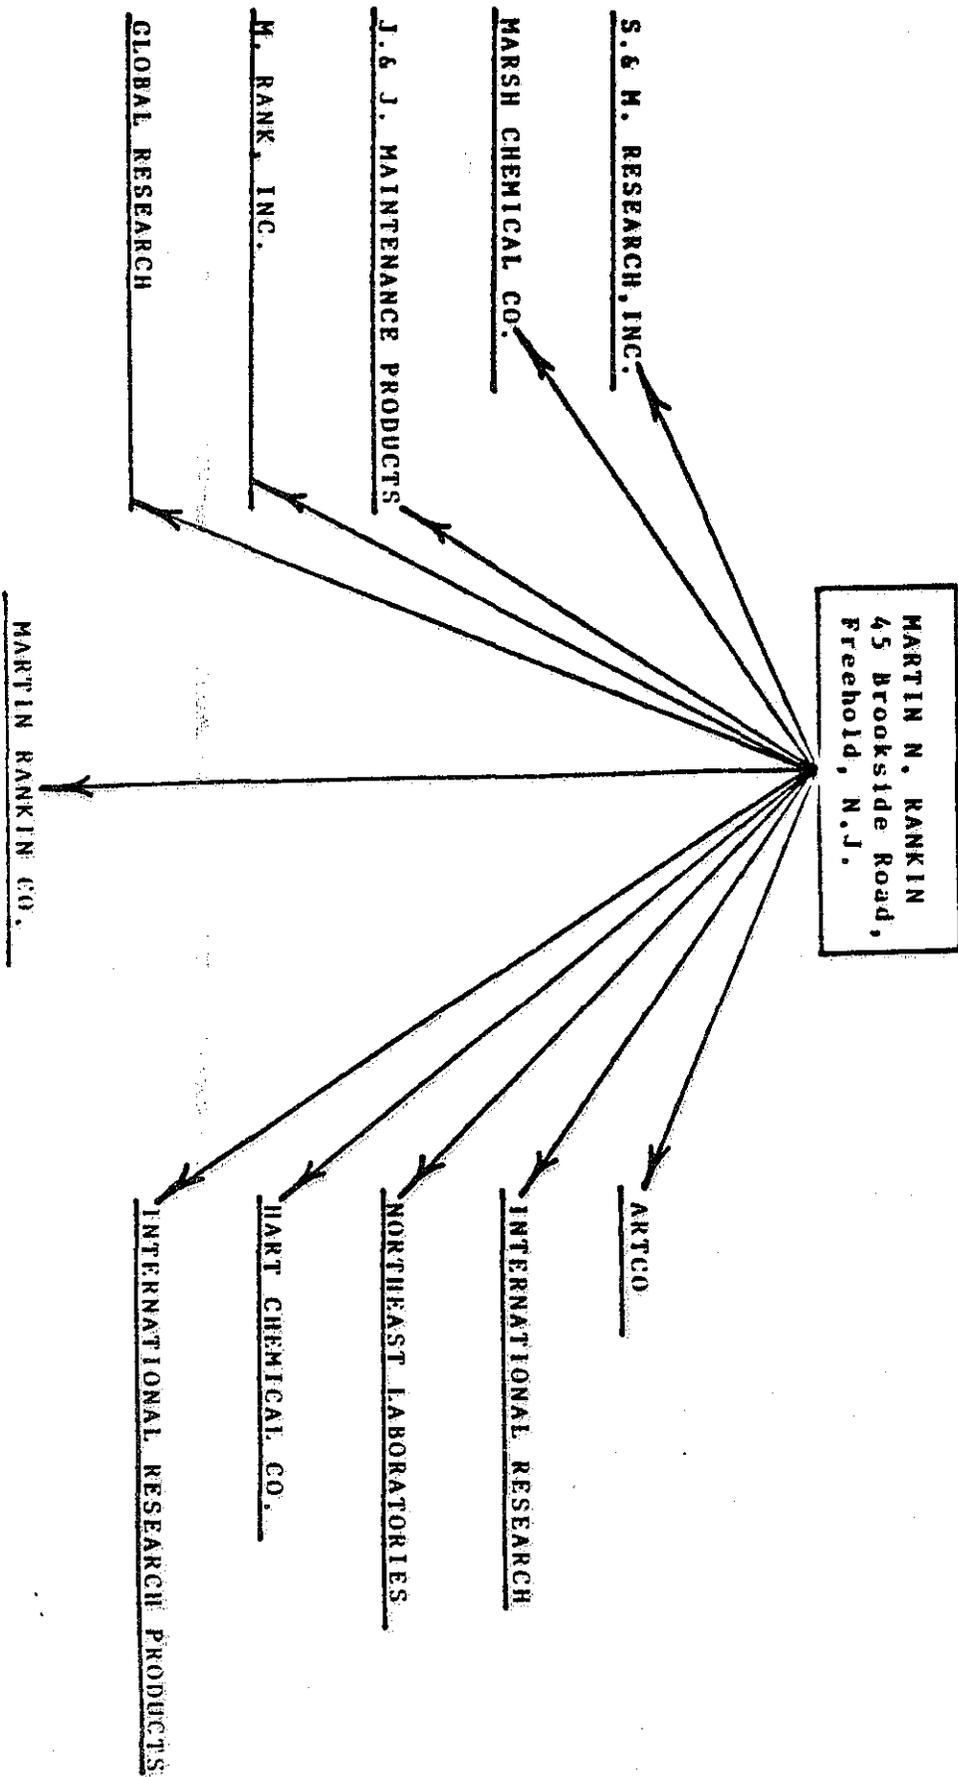 MARTIN N. RANKIN
45 Brookside Road,
Freehold, N.J.
S.& M. RESEARCH,INC.
MARSH CHEMICAL CO.
J.& J. MAINTENANCE PRODUCTS
M. RANK, INC.
GLOBAL RESEARCH
MARTIN RANKIN CO.
ARTCO
INTERNATIONAL RESEARCH
NORTHEAST LABORATORIES
HART CHEMICAL CO.
INTERNATIONAL RESEARCH PRODUCTS